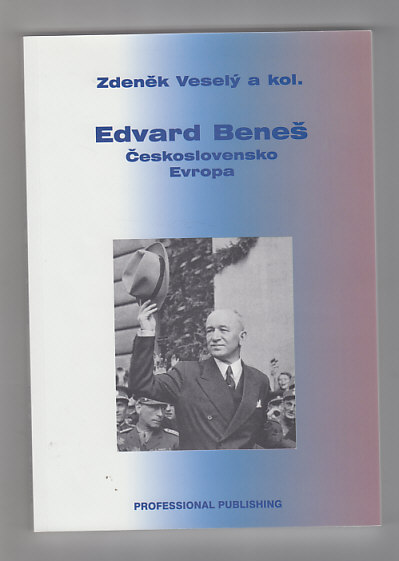 Zdeněk Veselý a kol.
Edvard Beneš
Československo
Evropa
PROFESSIONAL PUBLISHING